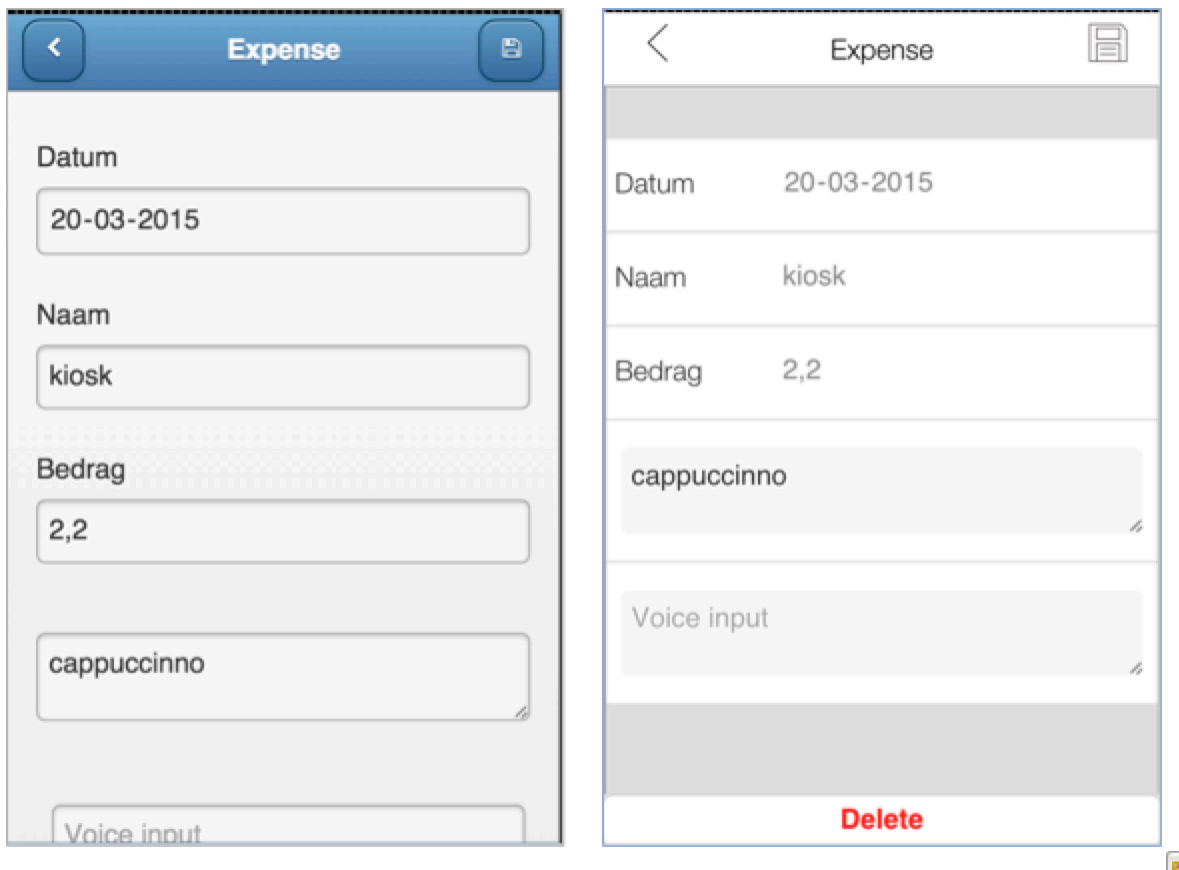 Expense
Datum
20-03-2015
Naam
kiosk
Bedrag
2,2
cappuccinno
Voice input
Expense
Datum 20-03-2015
Naam kiosk
Bedrag 2,2
cappuccinno
Voice input
Delete